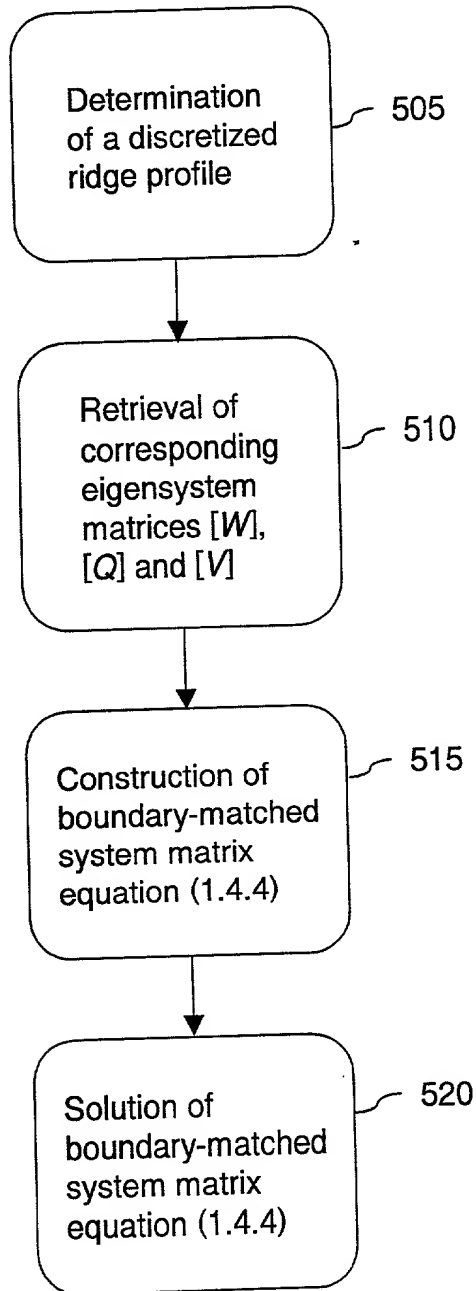 Determination
of a discretized
ridge profile
505
Retrieval of
corresponding
eigensystem
matrices [W],
[Q] and [V]
510
Construction of
boundary-matched
system matrix
equation (1.4.4)
515
Solution of
boundary-matched
system matrix
equation (1.4.4)
520